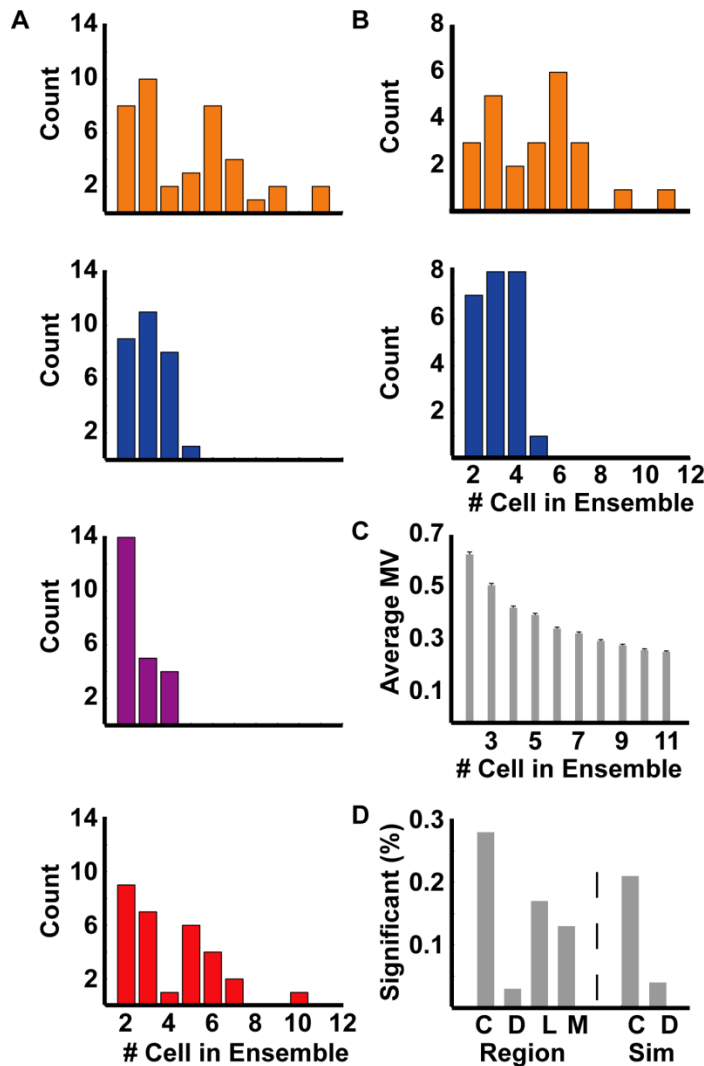 A
14
10
6
2
Count
14
10
6
2
Count
14
10
6
2
Count
14
10
6
2
Count
2 4 6 8 10 12
# Cell in Ensemble
B
8
6
4
2
Count
8
6
4
2
Count
2 4 6 8 10 12
# Cell in Ensemble
C
0.7
0.5
0.3
0.1
Average MV
3 5 7 9 11
# Cell in Ensemble
D
0.3
0.2
0.1
Significant (%)
C D L M C D
Region Sim